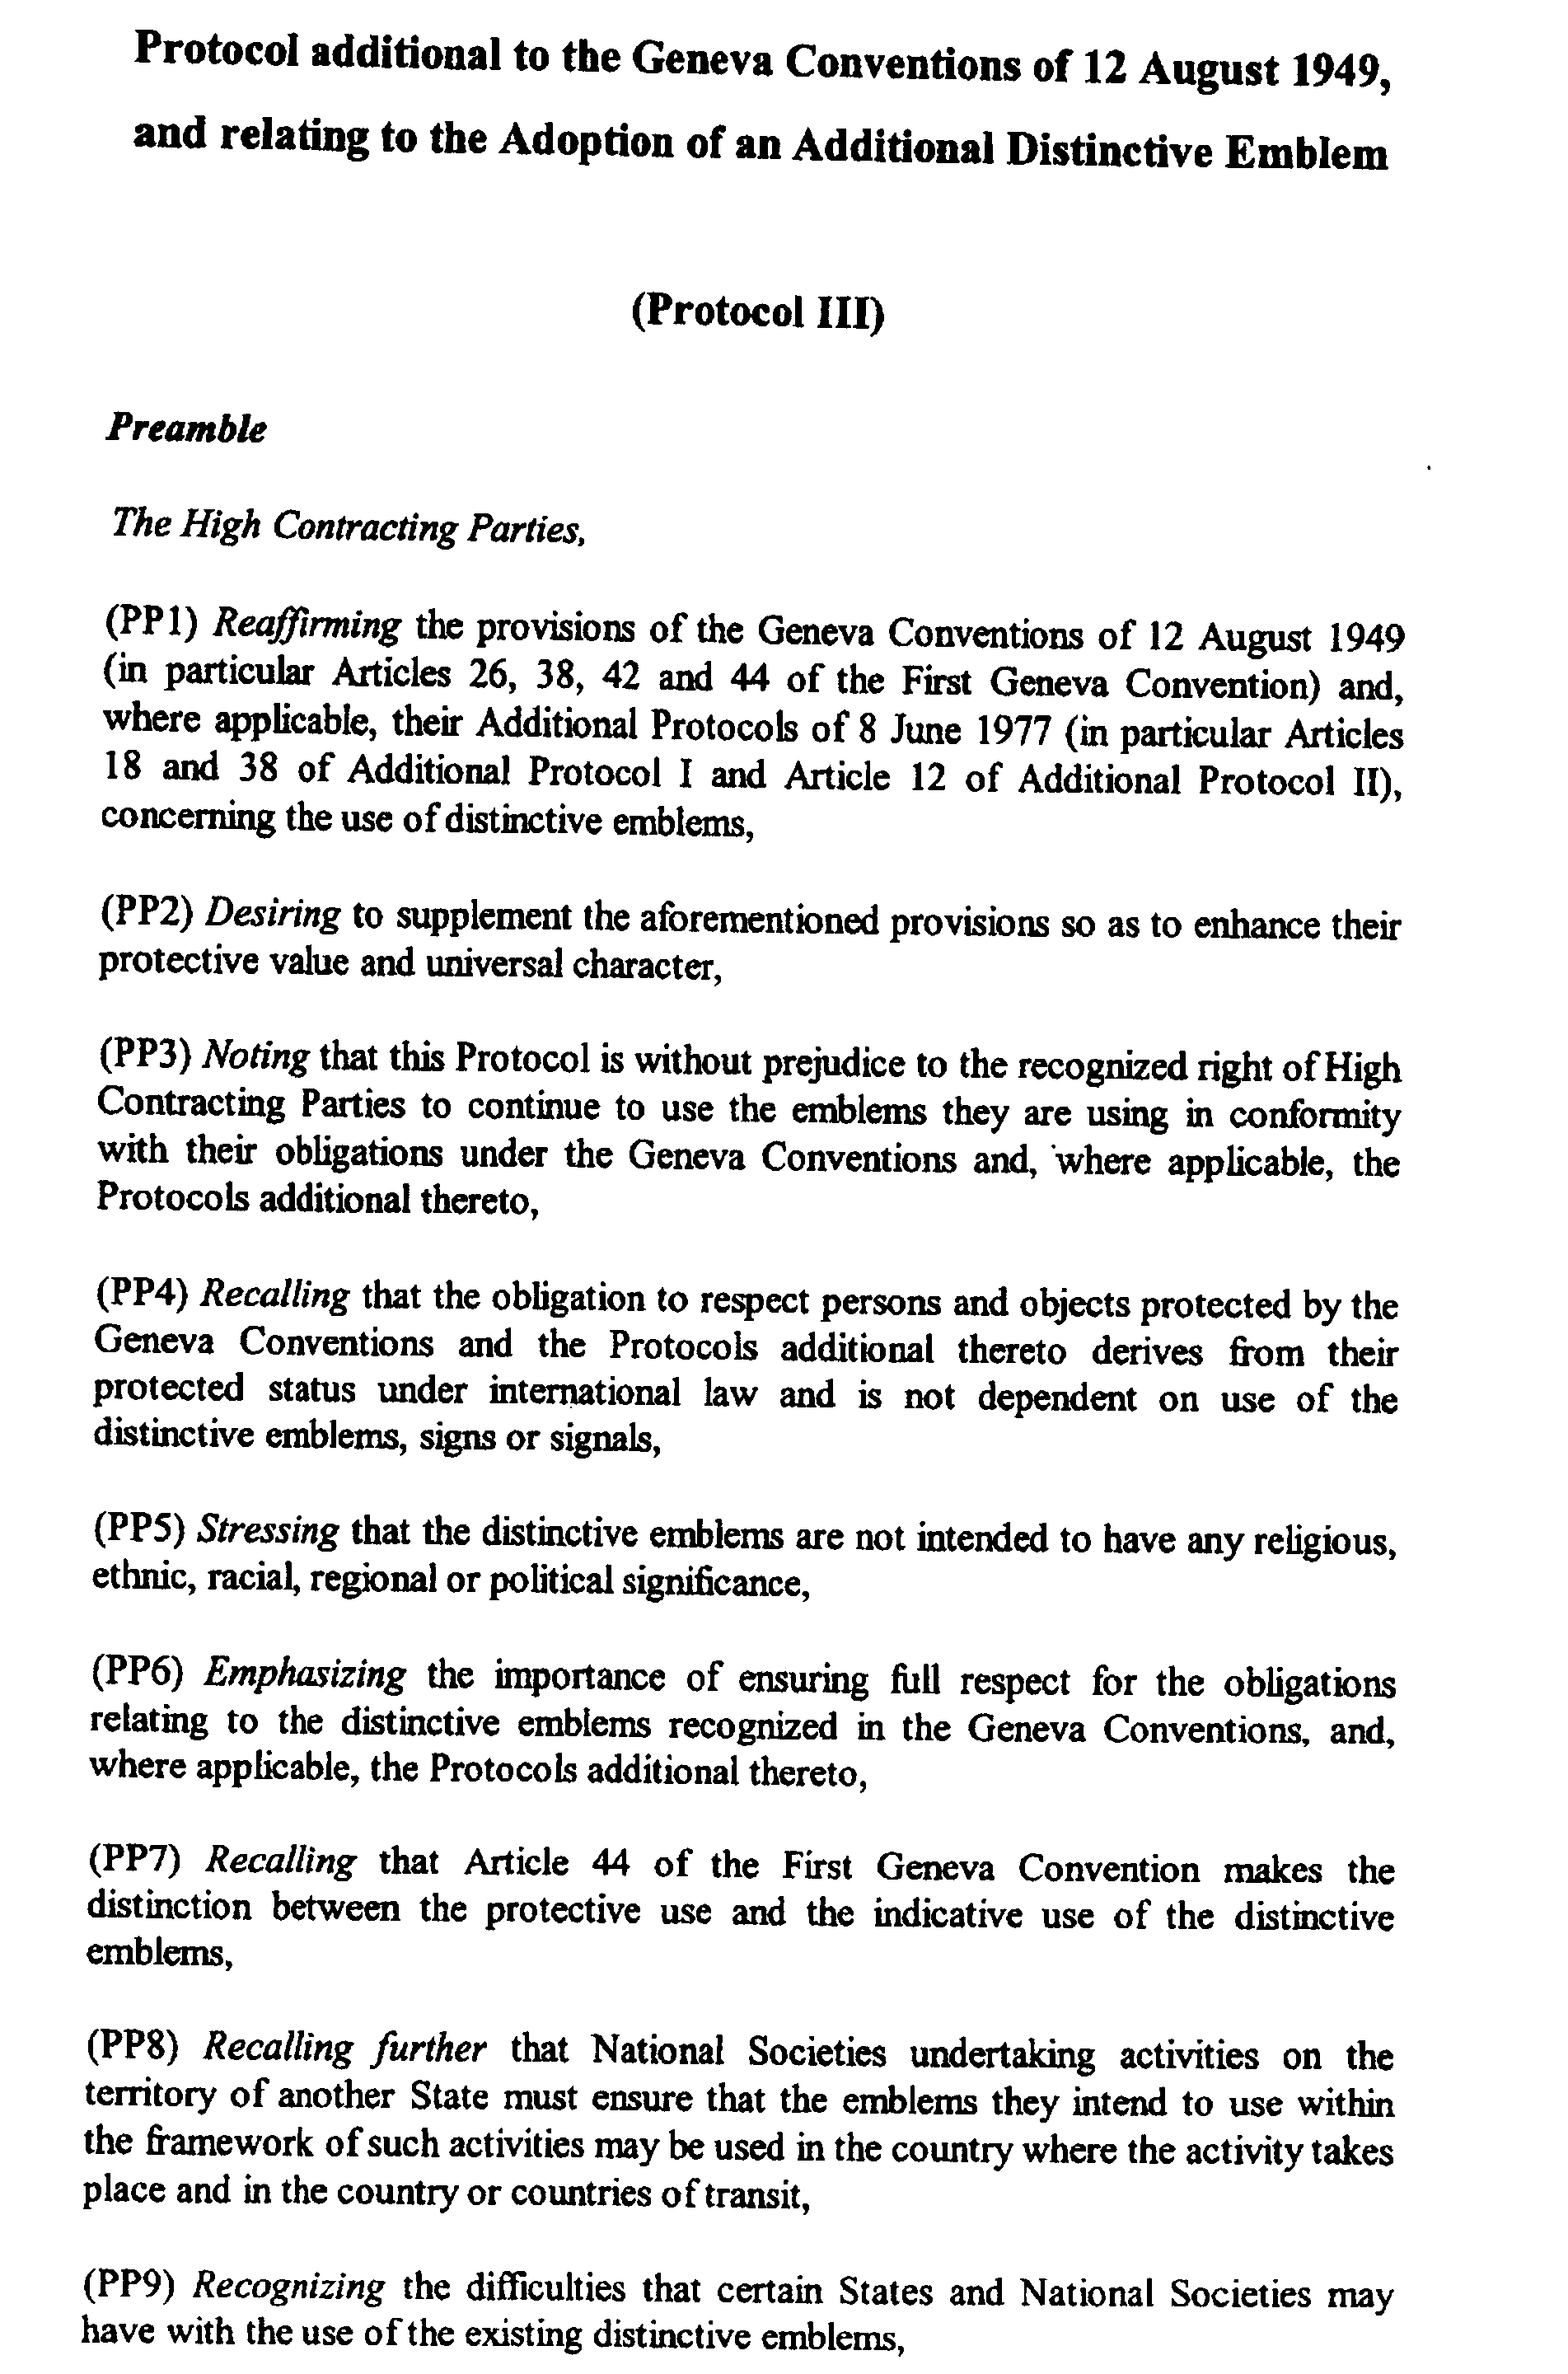 Protocol additional to the Geneva Conventions of 12 August 1949,
and relating to the Adoption of an Additional Distinctive Emblem
(Protocol III)
Preamble
The High Contracting Parties,
(PP1) Reaffirming the provisions of the Geneva Conventions of 12 August 1949
(in particular Articles 26, 38, 42 and 44 of the First Geneva Convention) and,
where applicable, their Additional Protocols of 8 June 1977 (in particular Articles
18 and 38 of Additional Protocol I and Article 12 of Additional Protocol II),
concerning the use of distinctive emblems,
(PP2) Desiring to supplement the aforementioned provisions so as to enhance their
protective value and universal character,
(PP3) Noting that this Protocol is without prejudice to the recognized right of High
Contracting Parties to continue to use the emblems they are using in conformity
with their obligations under the Geneva Conventions and, where applicable, the
Protocols additional thereto,
(PP4) Recalling that the obligation to respect persons and objects protected by the
Geneva Conventions and the Protocols additional thereto derives from their
protected status under international law and is not dependent on use of the
distinctive emblems, signs or signals,
(PP5) Stressing that the distinctive emblems are not intended to have any religious,
ethnic, racial, regional or political significance,
(PP6) Emphasizing the importance of ensuring full respect for the obligations
relating to the distinctive emblems recognized in the Geneva Conventions, and,
where applicable, the Protocols additional thereto,
(PP7) Recalling that Article 44 of the First Geneva Convention makes the
distinction between the protective use and the indicative use of the distinctive
emblems,
(PP8) Recalling further that National Societies undertaking activities on the
territory of another State must ensure that the emblems they intend to use within
the framework of such activities may be used in the country where the activity takes
place and in the country or countries of transit,
(PP9) Recognizing the difficulties that certain States and National Societies may
have with the use of the existing distinctive emblems,